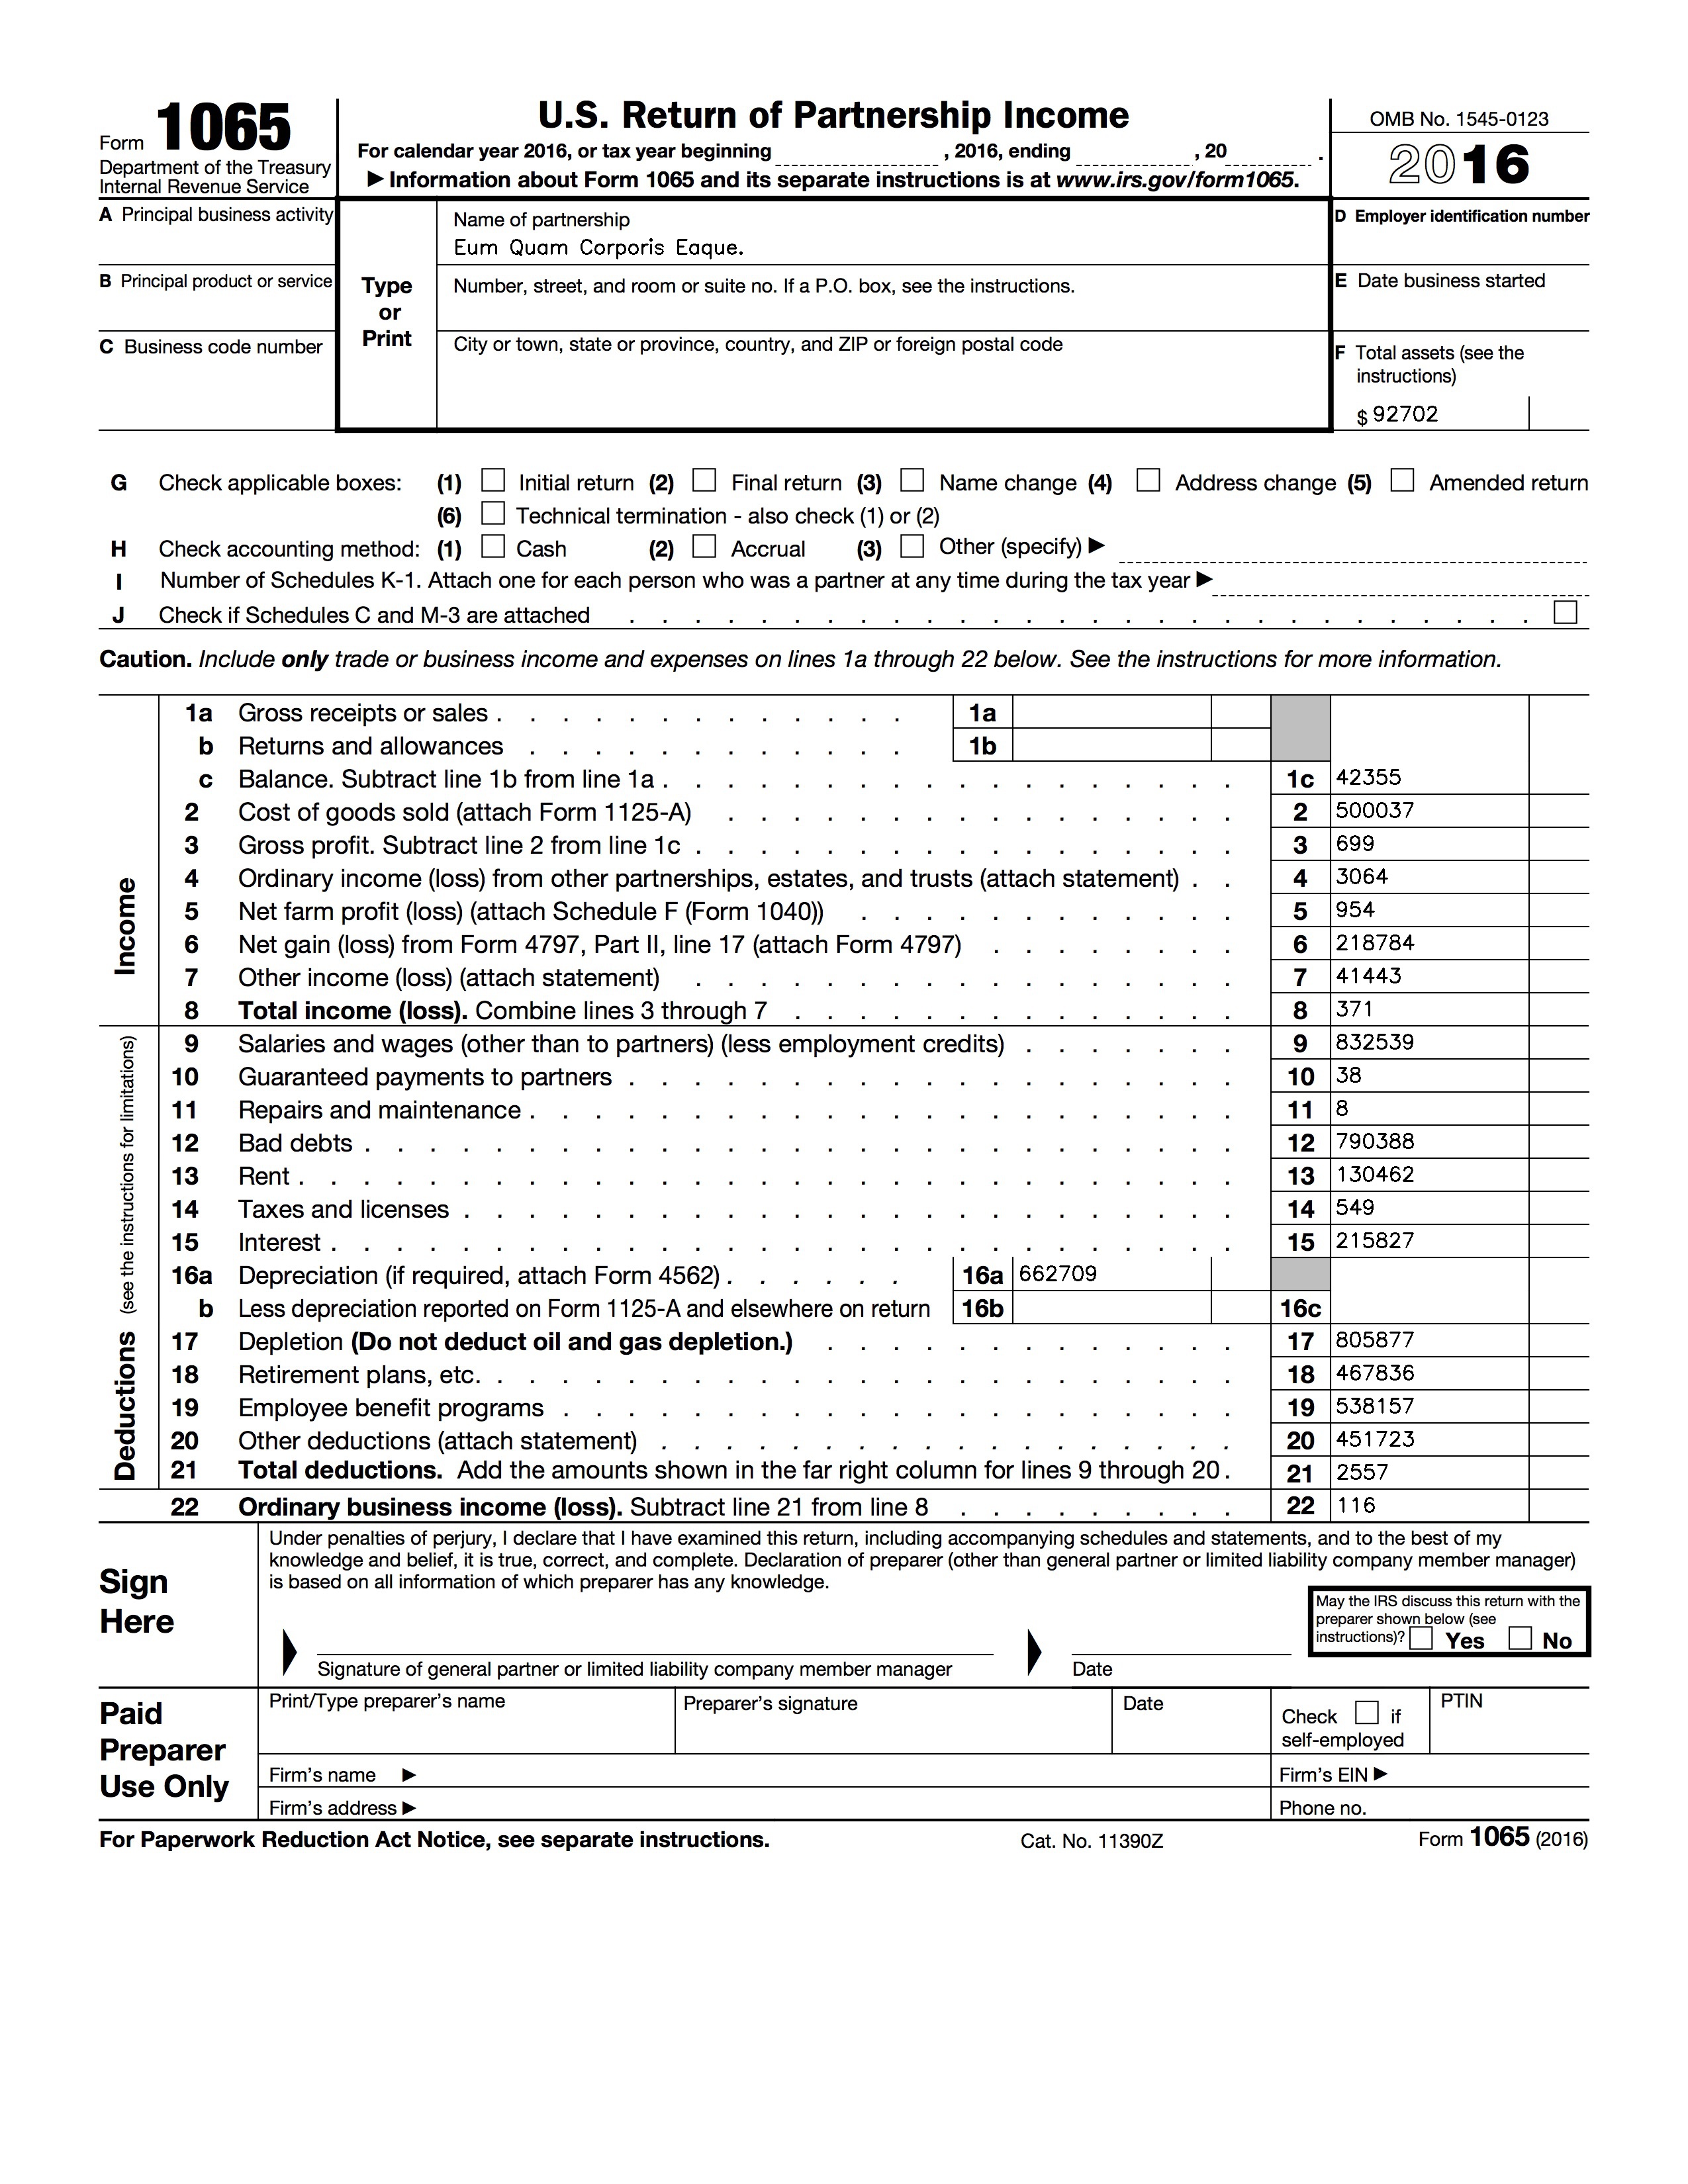 Form 1065
Department of the Treasury
Internal Revenue Service
U.S. Return of Partnership Income
For calendar year 2016, or tax year beginning , 2016, ending , 20 .
▶ Information about Form 1065 and its separate instructions is at www.irs.gov/form1065.
OMB No. 1545-0123
2016
A Principal business activity
B Principal product or service
C Business code number
Type
or
Print
Name of partnership
Eum Quam Corporis Eaque.
Number, street, and room or suite no. If a P.O. box, see the instructions.
City or town, state or province, country, and ZIP or foreign postal code
D Employer identification number
E Date business started
F Total assets (see the
instructions)
$ 92702
G Check applicable boxes: (1) Initial return (2) Final return (3) Name change (4) Address change (5) Amended return
(6) Technical termination - also check (1) or (2)
H Check accounting method: (1) Cash (2) Accrual (3) Other (specify) ▶
I Number of Schedules K-1. Attach one for each person who was a partner at any time during the tax year ▶
J Check if Schedules C and M-3 are attached
Caution. Include only trade or business income and expenses on lines 1a through 22 below. See the instructions for more information.
Income
1a Gross receipts or sales 1a
b Returns and allowances 1b
c Balance. Subtract line 1b from line 1a 1c 42355
2 Cost of goods sold (attach Form 1125-A) 2 500037
3 Gross profit. Subtract line 2 from line 1c 3 699
4 Ordinary income (loss) from other partnerships, estates, and trusts (attach statement) 4 3064
5 Net farm profit (loss) (attach Schedule F (Form 1040)) 5 954
6 Net gain (loss) from Form 4797, Part II, line 17 (attach Form 4797) 6 218784
7 Other income (loss) (attach statement) 7 41443
8 Total income (loss). Combine lines 3 through 7 8 371
Deductions (see the instructions for limitations)
9 Salaries and wages (other than to partners) (less employment credits) 9 832539
10 Guaranteed payments to partners 10 38
11 Repairs and maintenance 11 8
12 Bad debts 12 790388
13 Rent 13 130462
14 Taxes and licenses 14 549
15 Interest 15 215827
16a Depreciation (if required, attach Form 4562) 16a 662709
b Less depreciation reported on Form 1125-A and elsewhere on return 16b 16c
17 Depletion (Do not deduct oil and gas depletion.) 17 805877
18 Retirement plans, etc. 18 467836
19 Employee benefit programs 19 538157
20 Other deductions (attach statement) 20 451723
21 Total deductions. Add the amounts shown in the far right column for lines 9 through 20 . 21 2557
22 Ordinary business income (loss). Subtract line 21 from line 8 22 116
Sign
Here
Under penalties of perjury, I declare that I have examined this return, including accompanying schedules and statements, and to the best of my
knowledge and belief, it is true, correct, and complete. Declaration of preparer (other than general partner or limited liability company member manager)
is based on all information of which preparer has any knowledge.
Signature of general partner or limited liability company member manager
Date
May the IRS discuss this return with the
preparer shown below (see
instructions)? Yes No
Paid
Preparer
Use Only
Print/Type preparer's name
Preparer's signature
Date
Check if
self-employed
PTIN
Firm's name ▶
Firm's EIN ▶
Firm's address ▶
Phone no.
For Paperwork Reduction Act Notice, see separate instructions.
Cat. No. 11390Z
Form 1065 (2016)